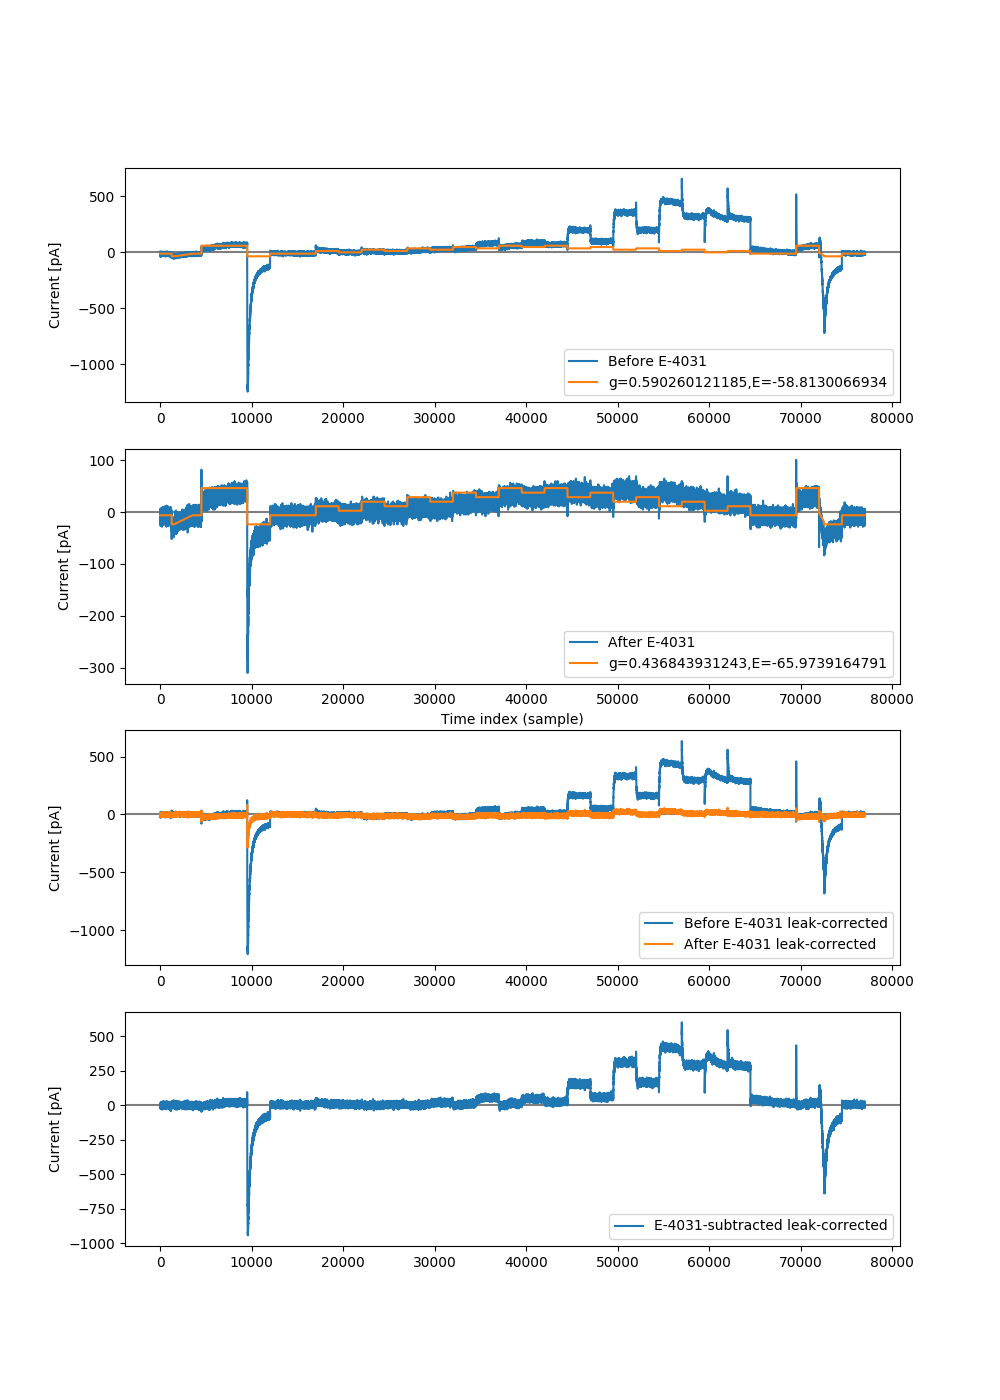 500
0
−500
−1000
Current [pA]
Before E-4031
g=0.590260121185,E=-58.8130066934
0 10000 20000 30000 40000 50000 60000 70000 80000
100
0
−100
−200
−300
Current [pA]
After E-4031
g=0.436843931243,E=-65.9739164791
0 10000 20000 30000 40000 50000 60000 70000 80000
Time index (sample)
500
0
−500
−1000
Current [pA]
Before E-4031 leak-corrected
After E-4031 leak-corrected
0 10000 20000 30000 40000 50000 60000 70000 80000
500
250
0
−250
−500
−750
−1000
Current [pA]
E-4031-subtracted leak-corrected
0 10000 20000 30000 40000 50000 60000 70000 80000